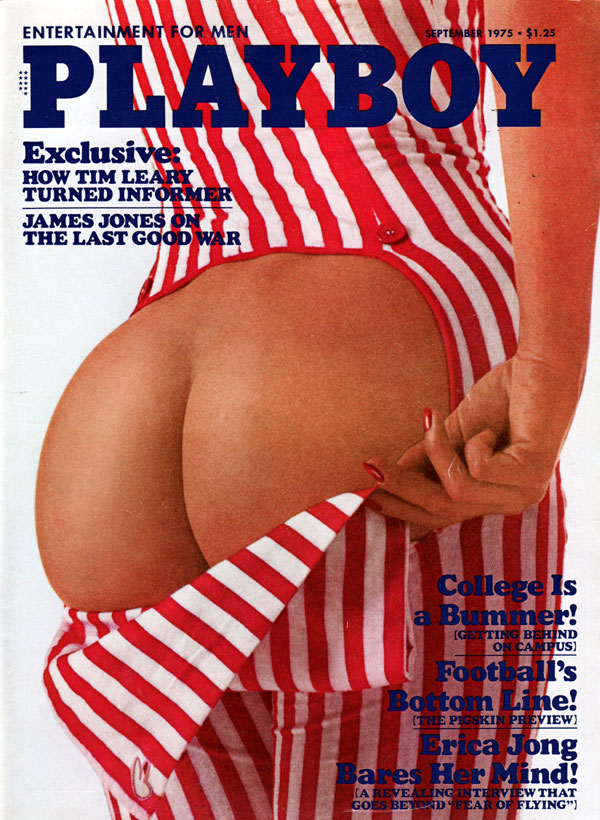 ENTERTAINMENT FOR MEN
SEPTEMBER 1975 • $1.25
PLAYBOY
Exclusive:
HOW TIM LEARY
TURNED INFORMER
JAMES JONES ON
THE LAST GOOD WAR
College Is
a Bummer!
(GETTING BEHIND
ON CAMPUS)
Football's
Bottom Line!
(THE PIGSKIN PREVIEW)
Erica Jong
Bares Her Mind!
(A REVEALING INTERVIEW THAT
GOES BEYOND "FEAR OF FLYING")